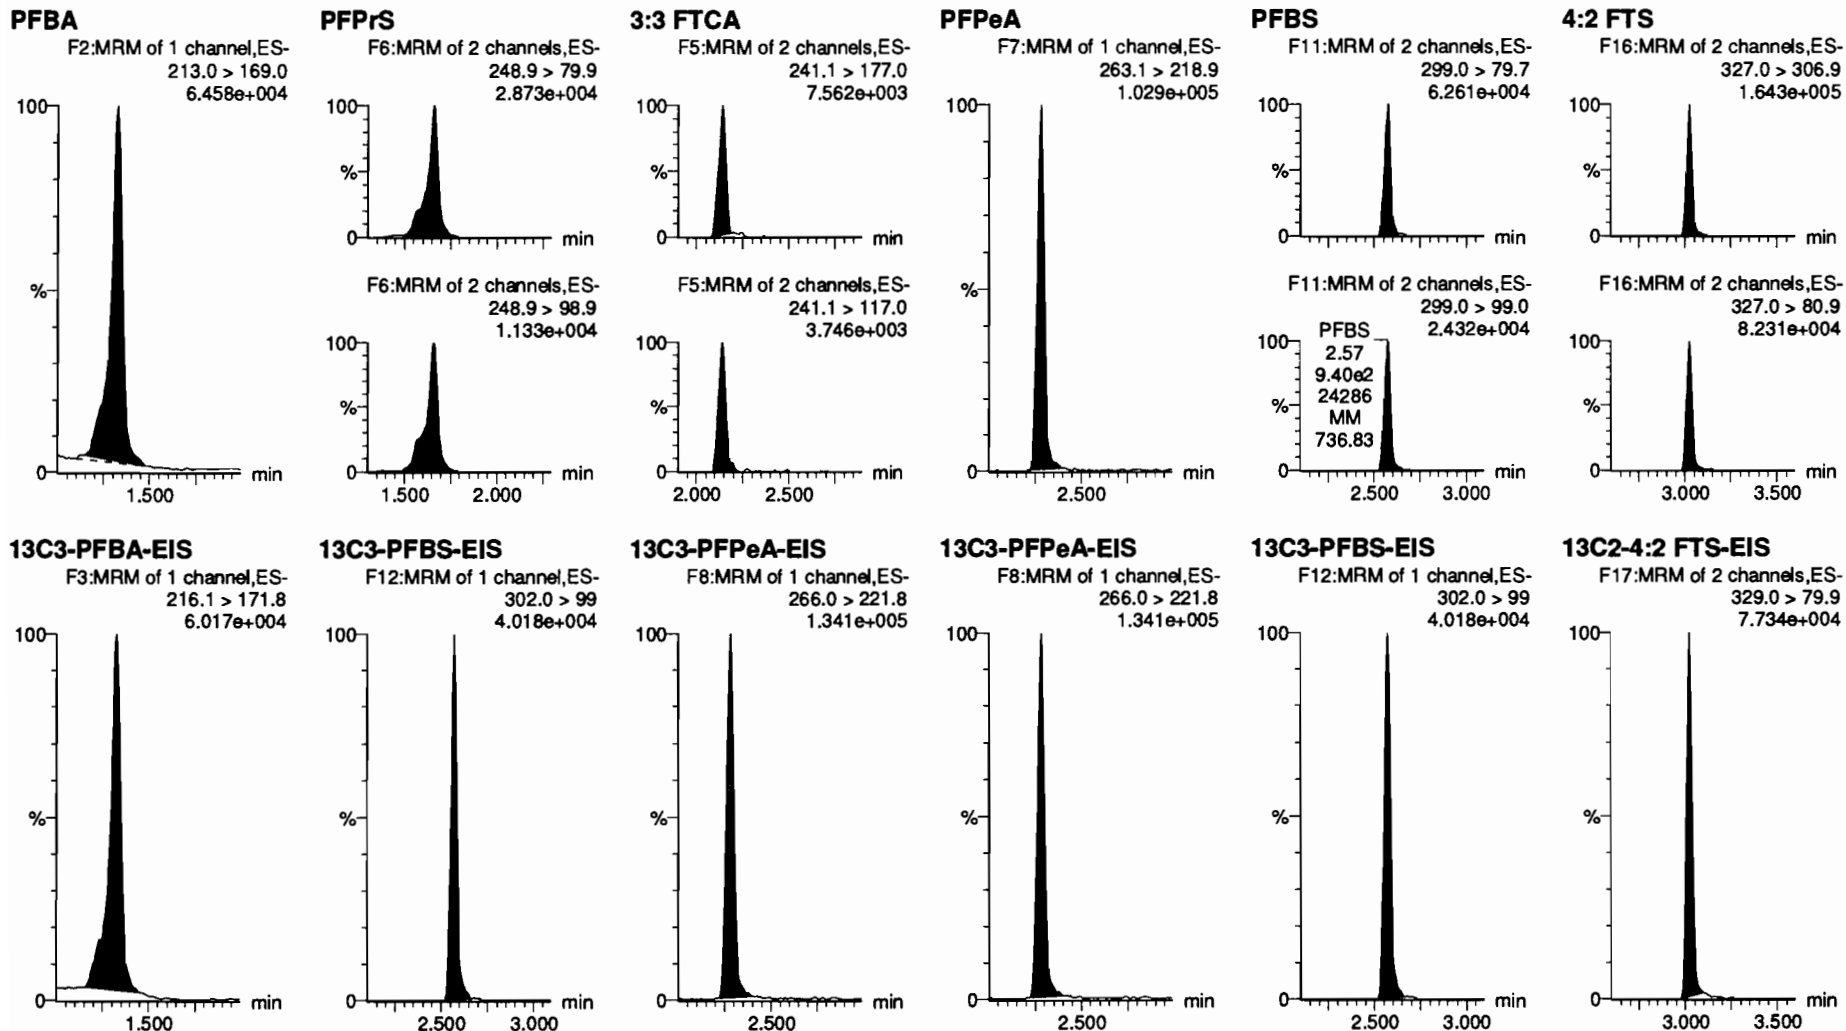 PFBA
F2:MRM of 1 channel,ES-
213.0 > 169.0
6.458e+004
100
%
0
min
1.500
PFPrS
F6:MRM of 2 channels,ES-
248.9 > 79.9
2.873e+004
100
%
0
min
F6:MRM of 2 channels,ES-
248.9 > 98.9
1.133e+004
100
%
0
min
1.500 2.000
3:3 FTCA
F5:MRM of 2 channels,ES-
241.1 > 177.0
7.562e+003
100
%
0
min
F5:MRM of 2 channels,ES-
241.1 > 117.0
3.746e+003
100
%
0
min
2.000 2.500
PFPeA
F7:MRM of 1 channel,ES-
263.1 > 218.9
1.029e+005
100
%
0
min
2.500
PFBS
F11:MRM of 2 channels,ES-
299.0 > 79.7
6.261e+004
100
%
0
min
F11:MRM of 2 channels,ES-
299.0 > 99.0
2.432e+004
PFBS
2.57
9.40e2
24286
MM
736.83
100
%
0
min
2.500 3.000
4:2 FTS
F16:MRM of 2 channels,ES-
327.0 > 306.9
1.643e+005
100
%
0
min
F16:MRM of 2 channels,ES-
327.0 > 80.9
8.231e+004
100
%
0
min
3.000 3.500
13C3-PFBA-EIS
F3:MRM of 1 channel,ES-
216.1 > 171.8
6.017e+004
100
%
0
min
1.500
13C3-PFBS-EIS
F12:MRM of 1 channel,ES-
302.0 > 99
4.018e+004
100
%
0
min
2.500 3.000
13C3-PFPeA-EIS
F8:MRM of 1 channel,ES-
266.0 > 221.8
1.341e+005
100
%
0
min
2.500
13C3-PFPeA-EIS
F8:MRM of 1 channel,ES-
266.0 > 221.8
1.341e+005
100
%
0
min
2.500
13C3-PFBS-EIS
F12:MRM of 1 channel,ES-
302.0 > 99
4.018e+004
100
%
0
min
2.500 3.000
13C2-4:2 FTS-EIS
F17:MRM of 2 channels,ES-
329.0 > 79.9
7.734e+004
100
%
0
min
3.000 3.500